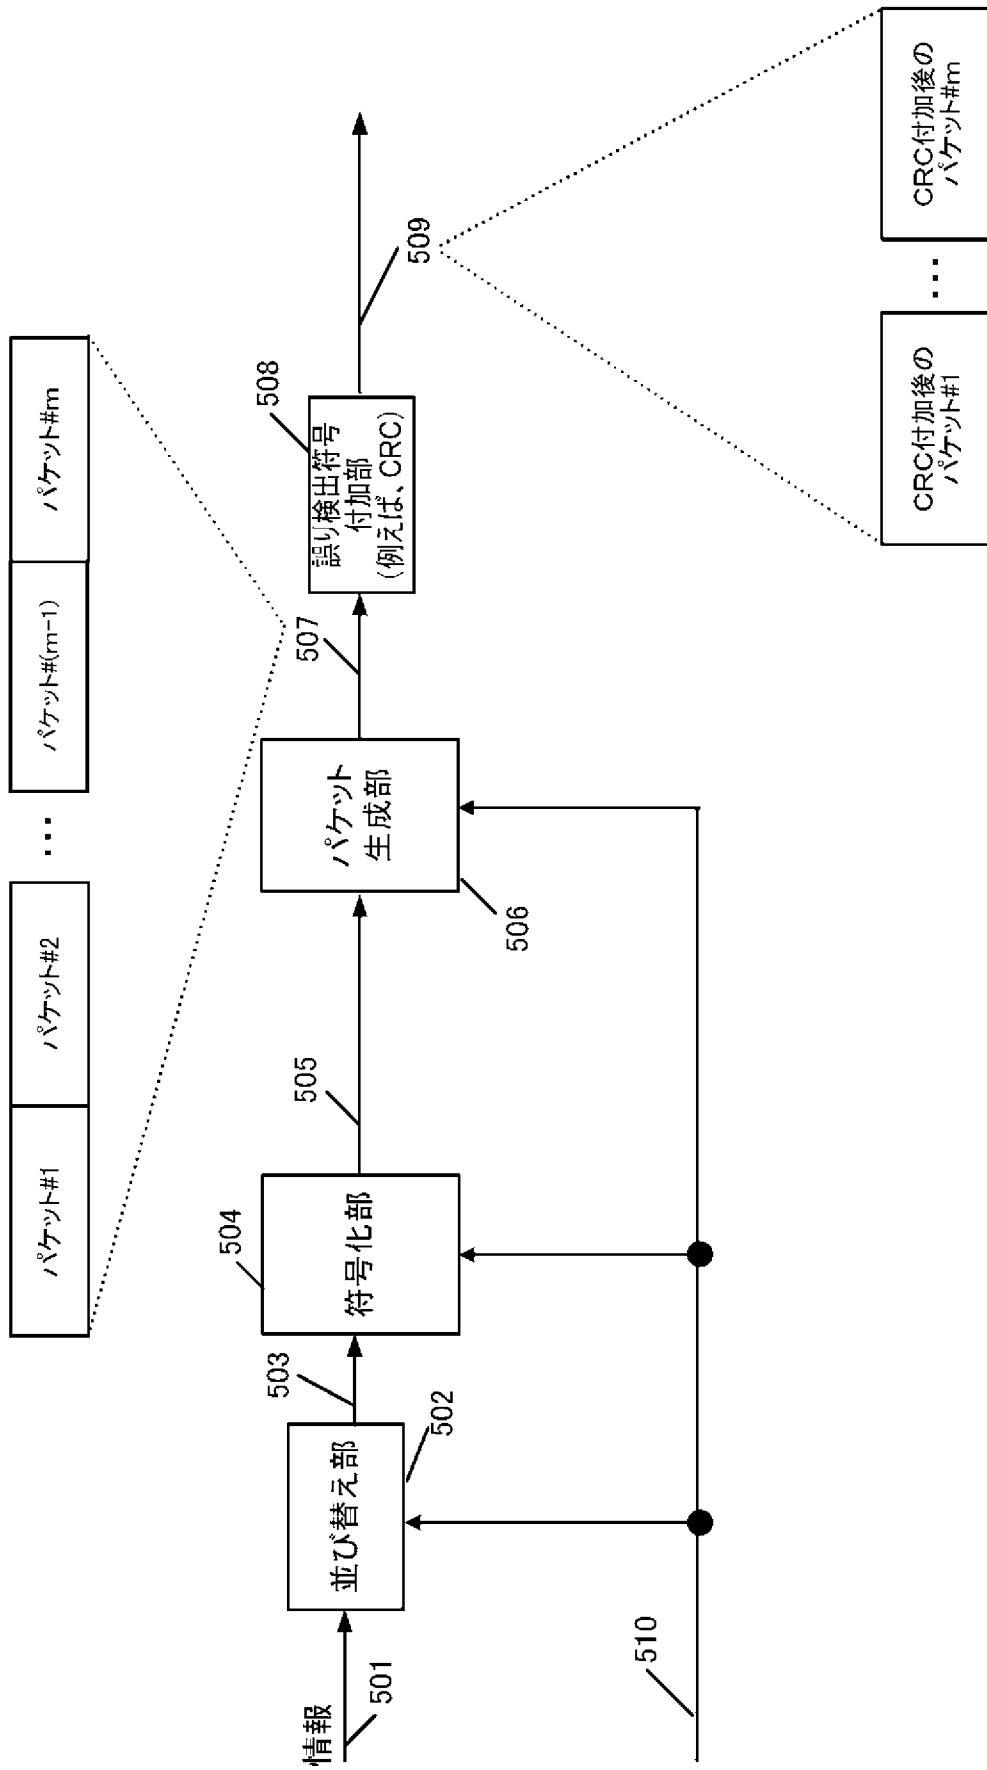 パケット#1
パケット#2
...
パケット#(m-1)
パケット#m
情報
501
並び替え部
502
503
符号化部
504
505
パケット
生成部
506
507
誤り検出符号
付加部
(例えば、CRC)
508
509
510
CRC付加後の
パケット#1
...
CRC付加後の
パケット#m